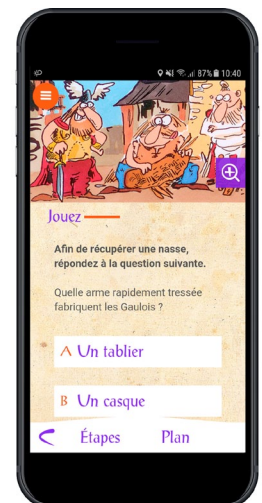 87% 10:40
Jouez
Afin de récupérer une nasse,
répondez à la question suivante.
Quelle arme rapidement tressée
fabriquent les Gaulois ?
A Un tablier
B Un casque
Étapes Plan